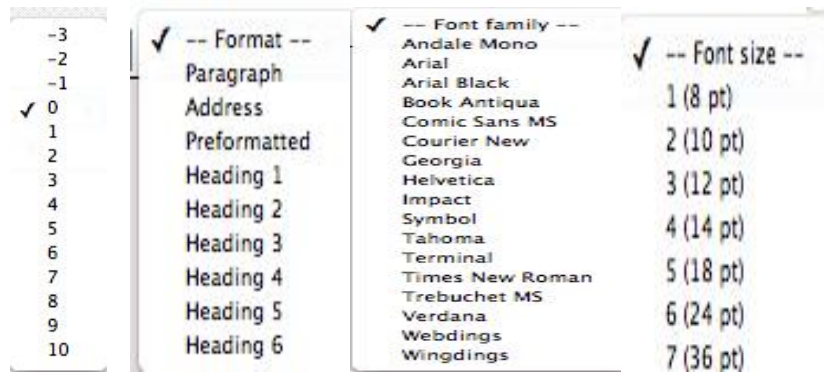 -3
-2
-1
✓ 0
1
2
3
4
5
6
7
8
9
10
✓ -- Format --
Paragraph
Address
Preformatted
Heading 1
Heading 2
Heading 3
Heading 4
Heading 5
Heading 6
✓ -- Font family --
Andale Mono
Arial
Arial Black
Book Antiqua
Comic Sans MS
Courier New
Georgia
Helvetica
Impact
Symbol
Tahoma
Terminal
Times New Roman
Trebuchet MS
Verdana
Webdings
Wingdings
✓ -- Font size --
1 (8 pt)
2 (10 pt)
3 (12 pt)
4 (14 pt)
5 (18 pt)
6 (24 pt)
7 (36 pt)